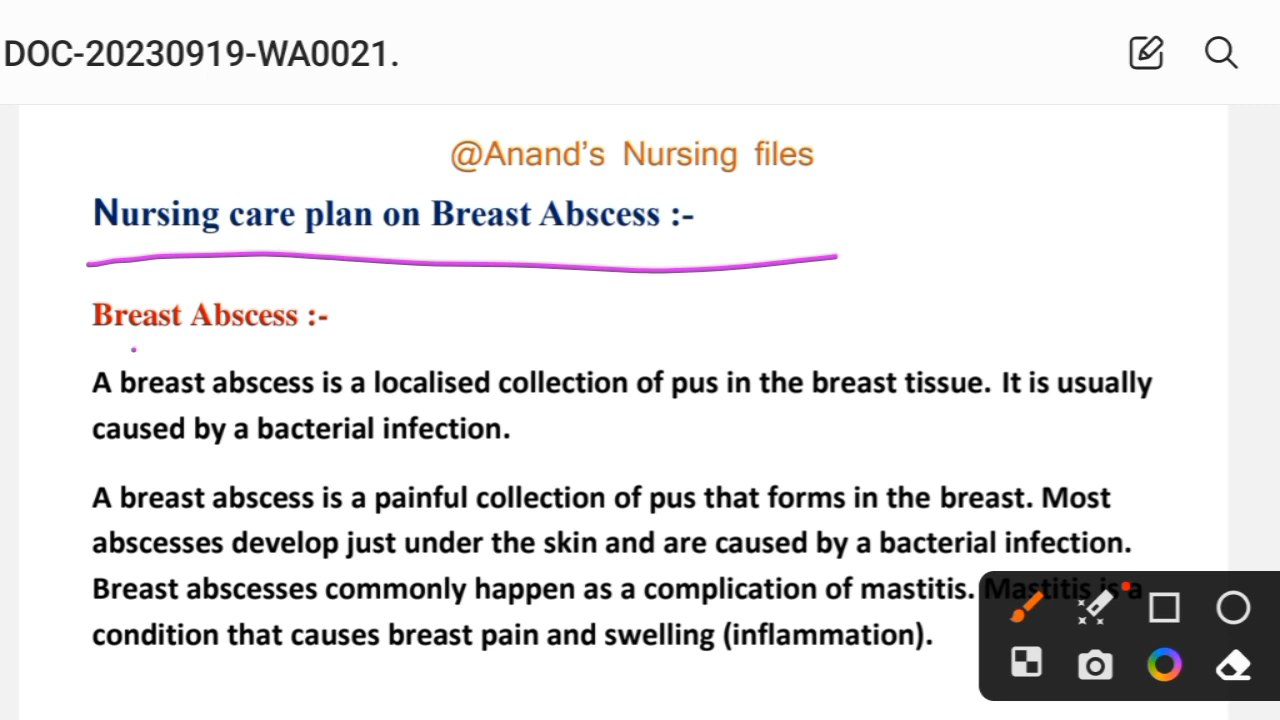 DOC-20230919-WA0021.
@Anand's Nursing files
Nursing care plan on Breast Abscess :-
Breast Abscess :-
A breast abscess is a localised collection of pus in the breast tissue. It is usually
caused by a bacterial infection.
A breast abscess is a painful collection of pus that forms in the breast. Most
abscesses develop just under the skin and are caused by a bacterial infection.
Breast abscesses commonly happen as a complication of mastitis. Mastitis is a
condition that causes breast pain and swelling (inflammation).